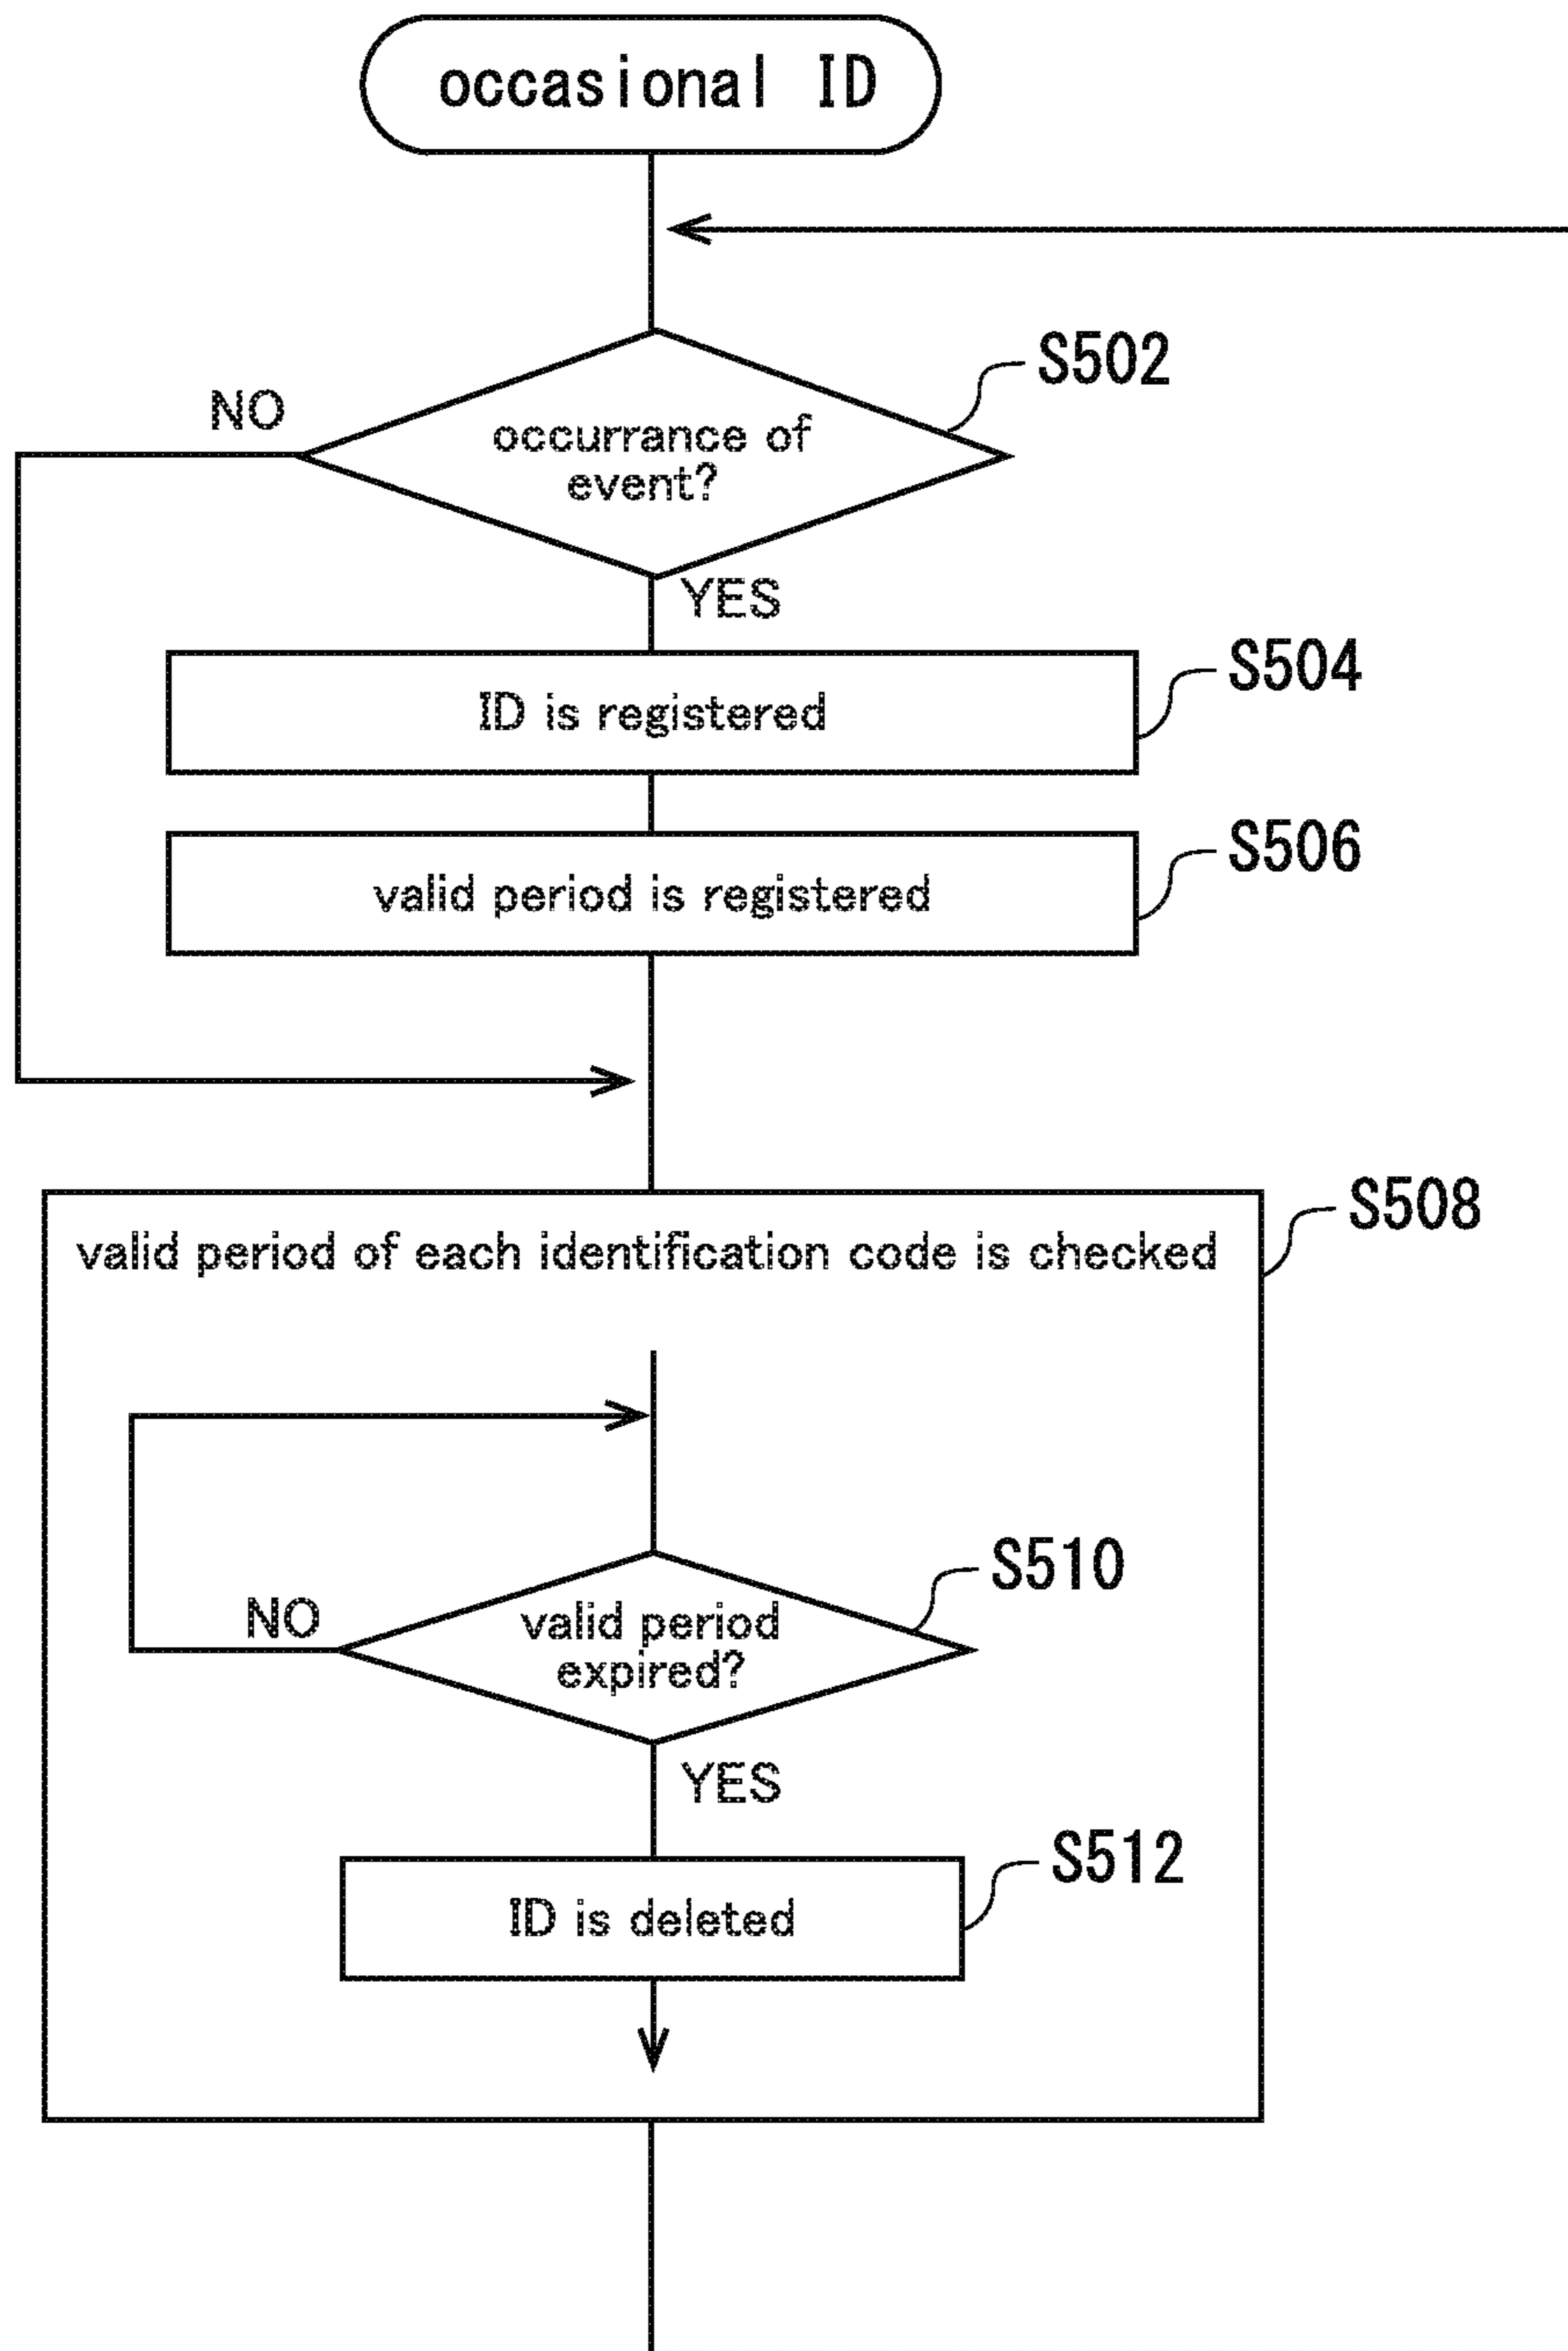 occasional ID
S502
NO
occurrance of
event?
YES
S504
ID is registered
S506
valid period is registered
S508
valid period of each identification code is checked
S510
NO
valid period
expired?
YES
S512
ID is deleted